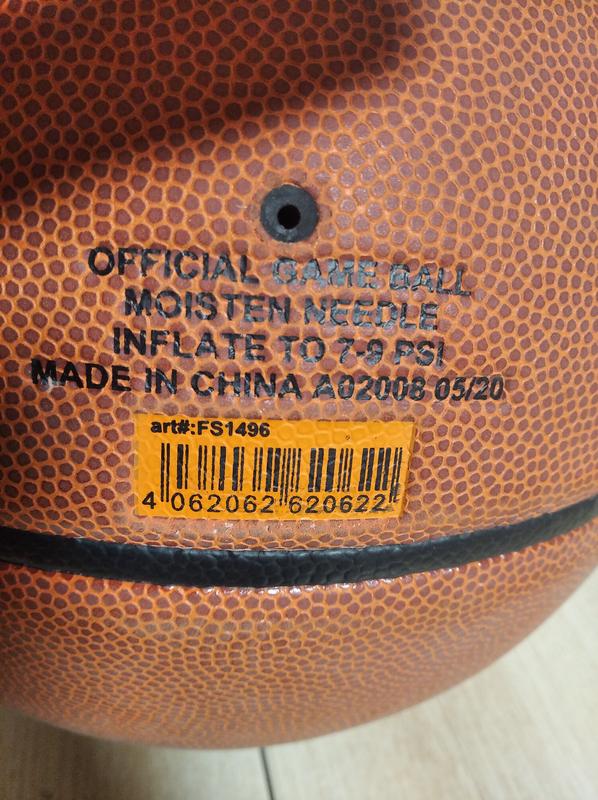 OFFICIAL GAME BALL
MOISTEN NEEDLE
INFLATE TO 7-9 PSI
MADE IN CHINA A02008 05/20
art#:FS1496
4 062062 620622